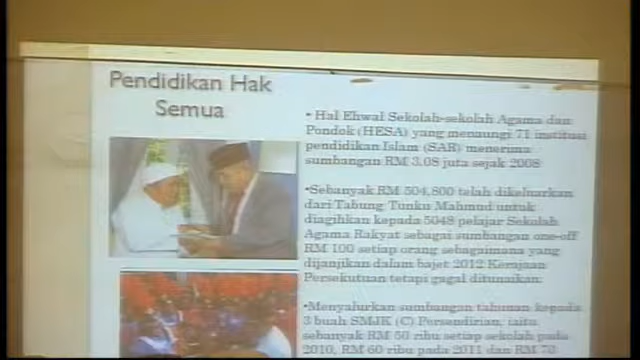 Pendidikan Hak
Semua
• Hal Ehwal Sekolah-sekolah Agama dan
Pondok (HESA) yang menaungi 71 institusi
pendidikan Islam (SAR) menerima
sumbangan RM 3.08 juta sejak 2008
•Sebanyak RM 504,800 telah dikeluarkan
dari Tabung Tunku Mahmud untuk
diagihkan kepada 5048 pelajar Sekolah
Agama Rakyat sebagai sumbangan one-off
RM 100 setiap orang sebagaimana yang
dijanjikan dalam bajet 2012 Kerajaan
Persekutuan tetapi gagal ditunaikan.
•Menyalurkan sumbangan tahunan kepada
3 buah SMJK (C) Persendirian, iaitu
sebanyak RM 50 ribu setiap sekolah pada
2010, RM 60 ribu pada 2011 dan RM 70